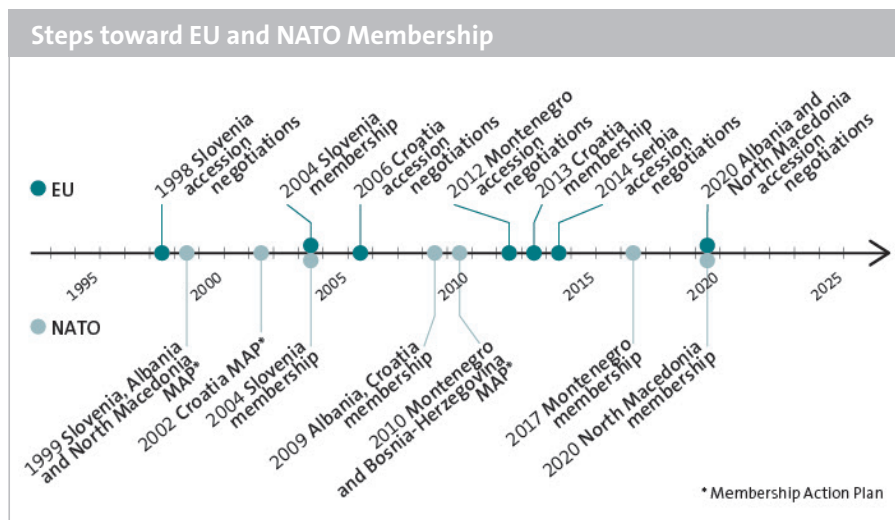 Steps toward EU and NATO Membership
EU
1998 Slovenia
accession
negotiations
2004 Slovenia
membership
2006 Croatia
accession
negotiations
2012 Montenegro
accession
negotiations
2013 Croatia
membership
2014 Serbia
accession
negotiations
2020 Albania and
North Macedonia
accession
negotiations
1995
2000
2005
2010
2015
2020
2025
NATO
1999 Slovenia, Albania
and North Macedonia
MAP*
2002 Croatia MAP*
2004 Slovenia
membership
2009 Albania, Croatia
membership
2010 Montenegro
and Bosnia-Herzegovina
MAP*
2017 Montenegro
membership
2020 North Macedonia
membership
* Membership Action Plan